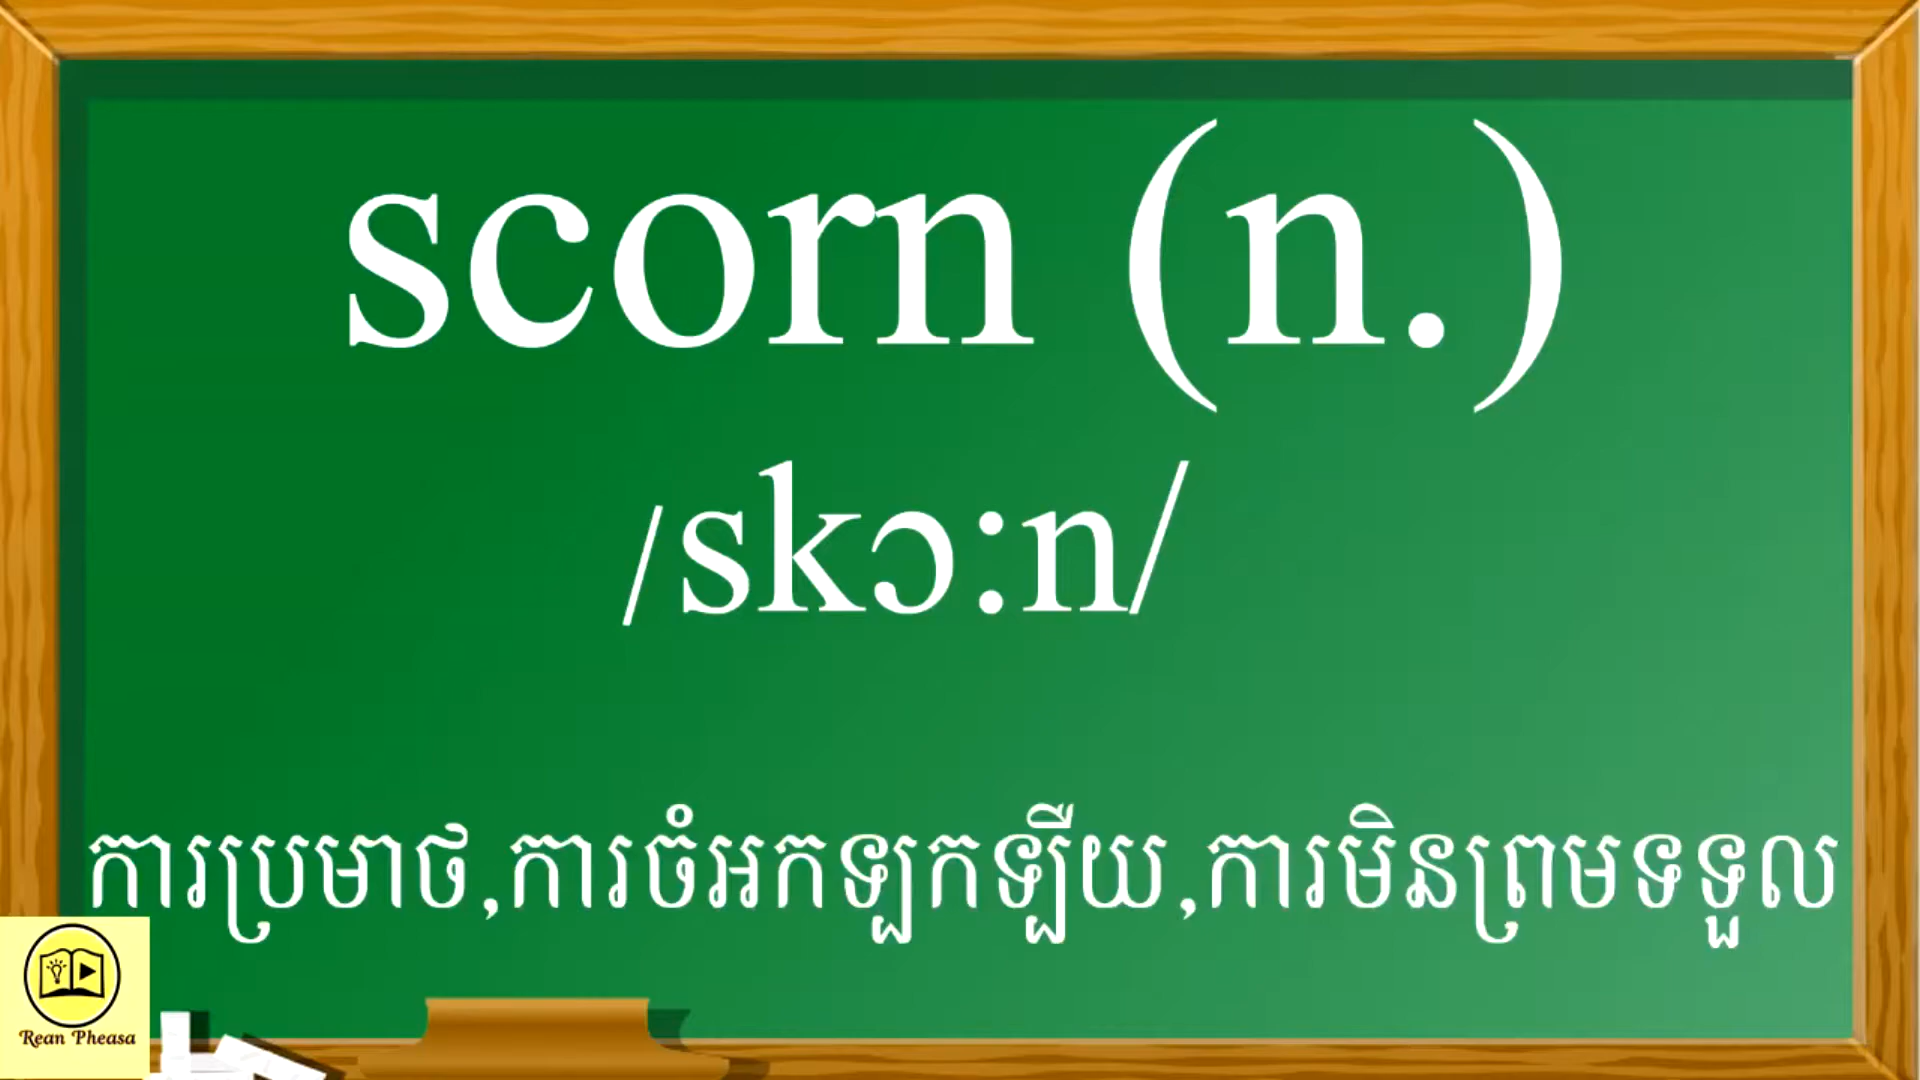 scorn (n.)
/skɔ:n/
ការប្រមាថ,ការចំអកឡកឡឺយ,ការមិនព្រមទទួល
Rean Pheasa